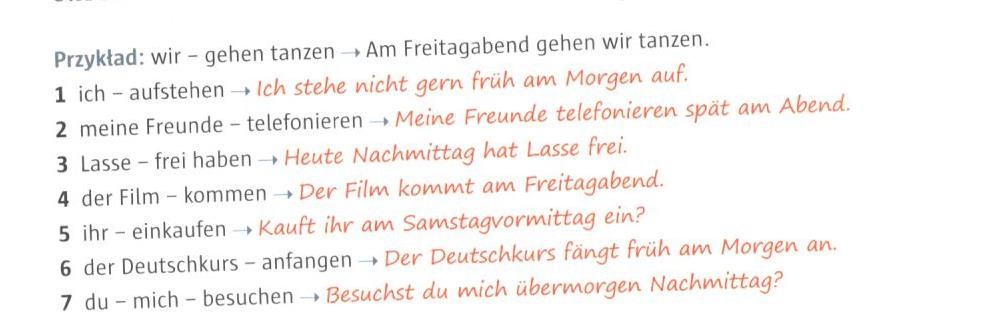 Przykład: wir – gehen tanzen → Am Freitagabend gehen wir tanzen.
1 ich – aufstehen → Ich stehe nicht gern früh am Morgen auf.
2 meine Freunde – telefonieren → Meine Freunde telefonieren spät am Abend.
3 Lasse – frei haben → Heute Nachmittag hat Lasse frei.
4 der Film – kommen → Der Film kommt am Freitagabend.
5 ihr – einkaufen → Kauft ihr am Samstagvormittag ein?
6 der Deutschkurs – anfangen → Der Deutschkurs fängt früh am Morgen an.
7 du – mich – besuchen → Besuchst du mich übermorgen Nachmittag?